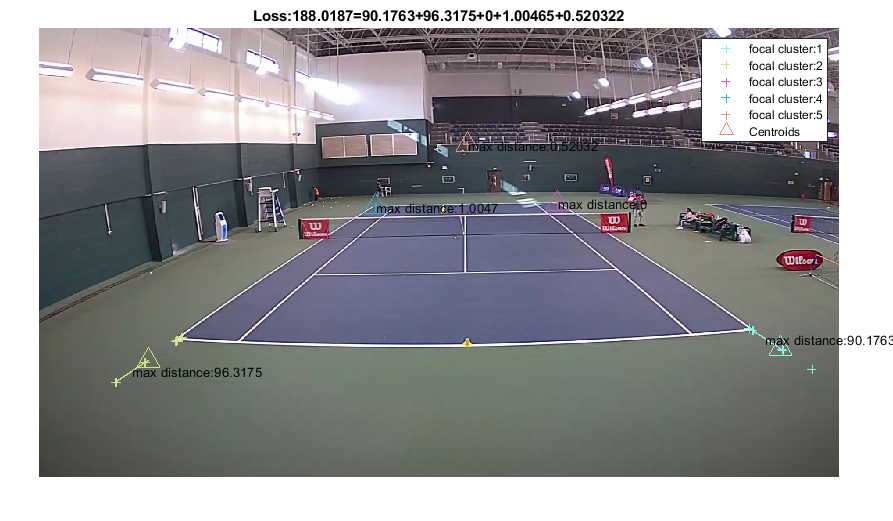 Loss:188.0187=90.1763+96.3175+0+1.00465+0.520322
focal cluster:1
focal cluster:2
focal cluster:3
focal cluster:4
focal cluster:5
Centroids
max distance:0.52032
max distance:1.0047
max distance:0
W
Wilson
W
Wilson
W
Wilson
max distance:90.1763
max distance:96.3175